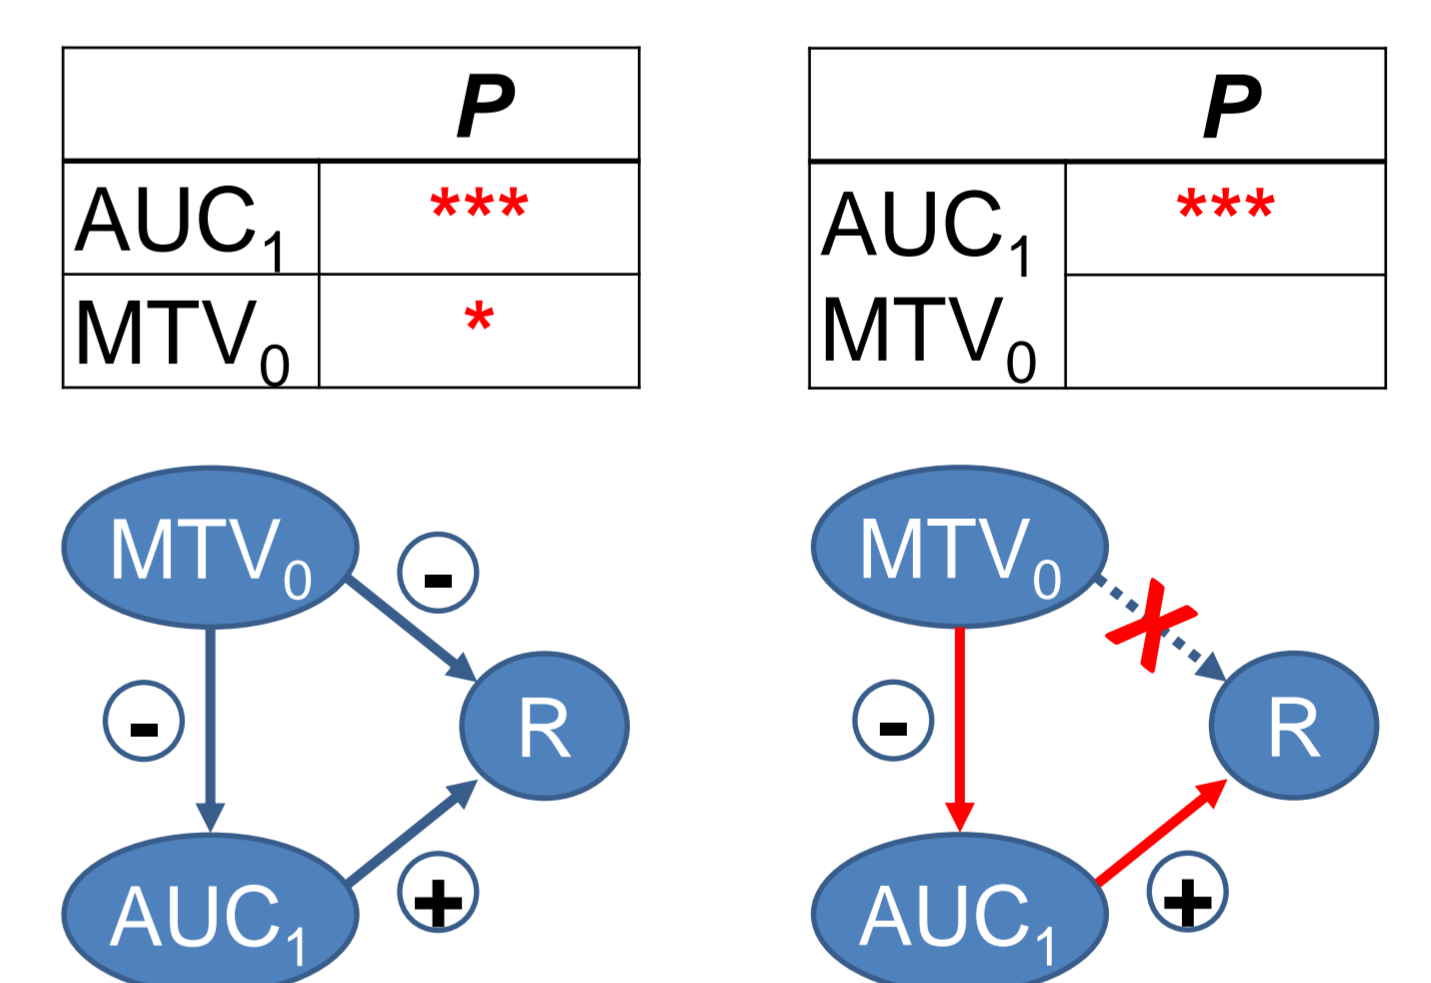 P
AUC₁ ***
MTV₀ *
P
AUC₁ ***
MTV₀
MTV₀
-
-
R
+
AUC₁
MTV₀
X
-
R
+
AUC₁